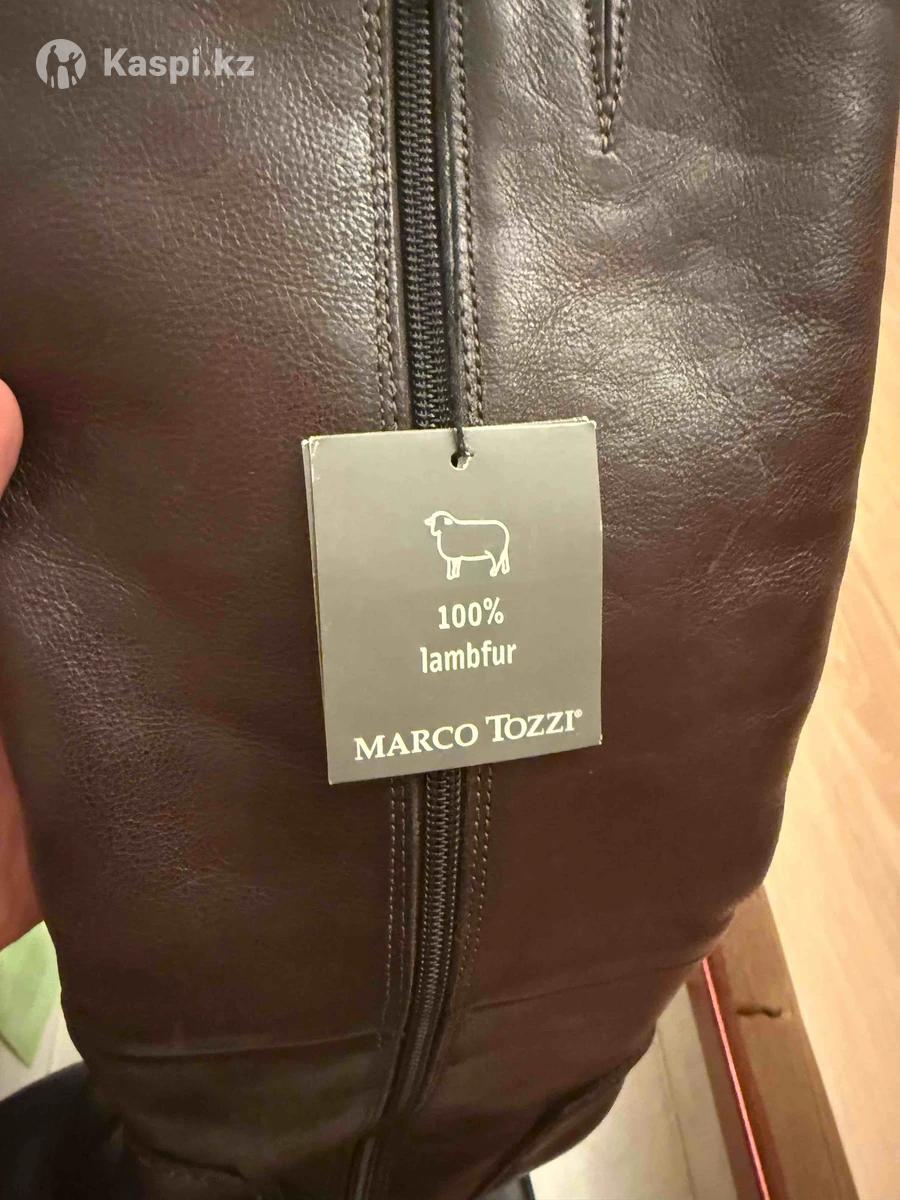 Kaspi.kz
100%
lambfur
MARCO TOZZI®